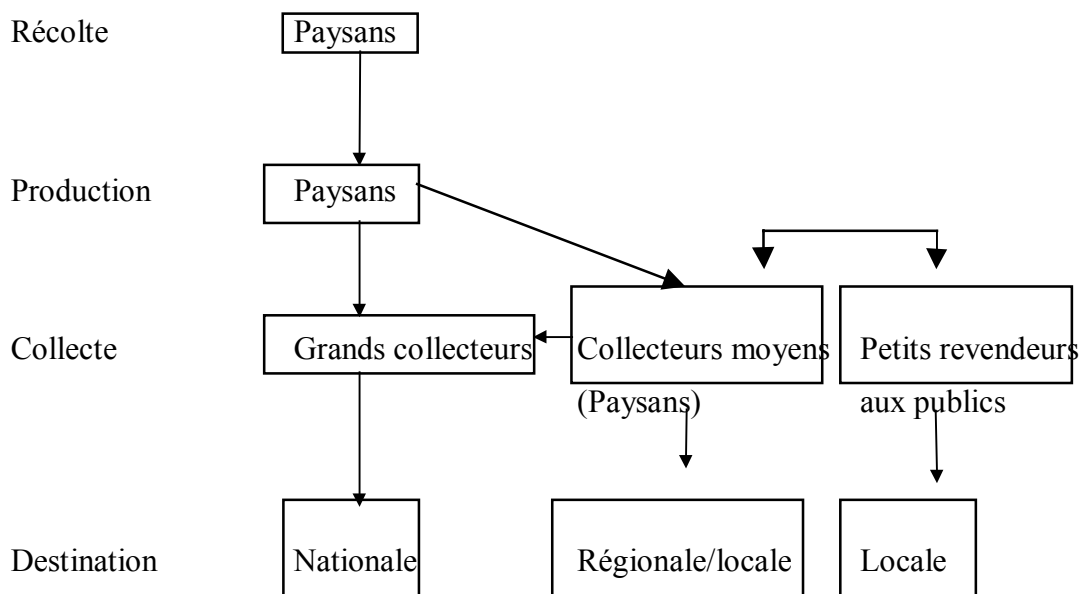 Récolte Paysans
Production Paysans
Collecte Grands collecteurs Collecteurs moyens Petits revendeurs
(Paysans) aux publics
Destination Nationale Régionale/locale Locale